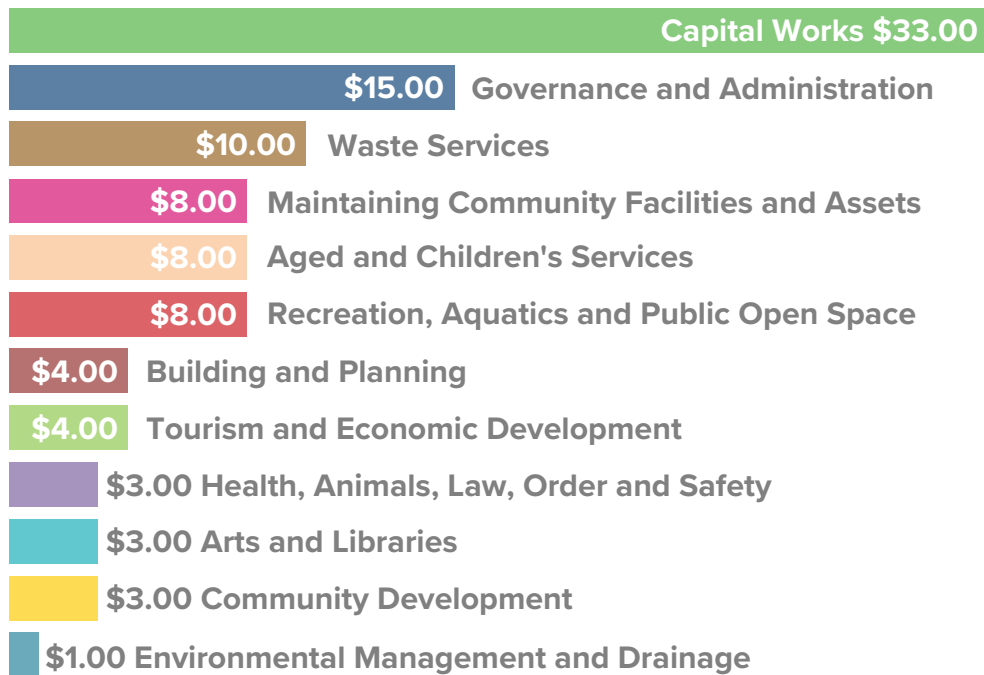 Capital Works $33.00
$15.00 Governance and Administration
$10.00 Waste Services
$8.00 Maintaining Community Facilities and Assets
$8.00 Aged and Children's Services
$8.00 Recreation, Aquatics and Public Open Space
$4.00 Building and Planning
$4.00 Tourism and Economic Development
$3.00 Health, Animals, Law, Order and Safety
$3.00 Arts and Libraries
$3.00 Community Development
$1.00 Environmental Management and Drainage